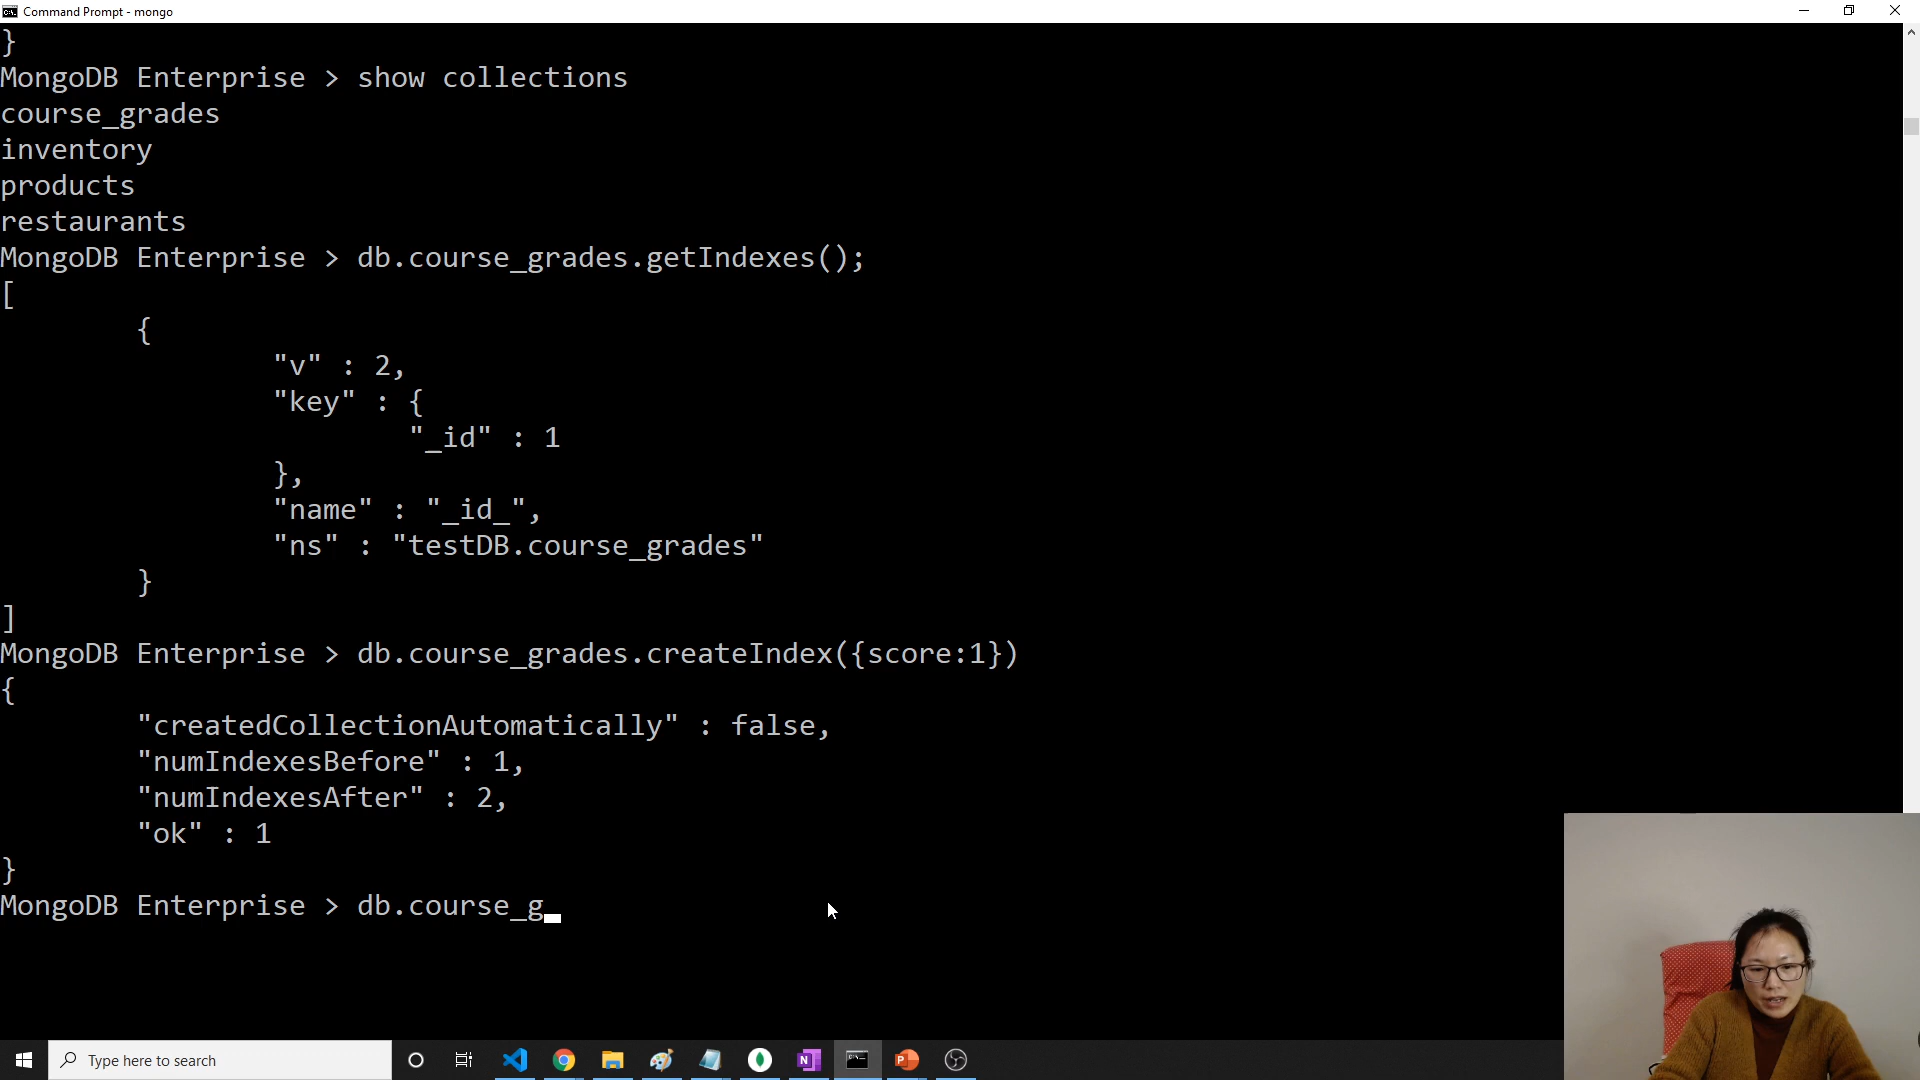 Command Prompt - mongo
}
MongoDB Enterprise > show collections
course_grades
inventory
products
restaurants
MongoDB Enterprise > db.course_grades.getIndexes();
[
{
"v" : 2,
"key" : {
"_id" : 1
},
"name" : "_id_",
"ns" : "testDB.course_grades"
}
]
MongoDB Enterprise > db.course_grades.createIndex({score:1})
{
"createdCollectionAutomatically" : false,
"numIndexesBefore" : 1,
"numIndexesAfter" : 2,
"ok" : 1
}
MongoDB Enterprise > db.course_g
Type here to search